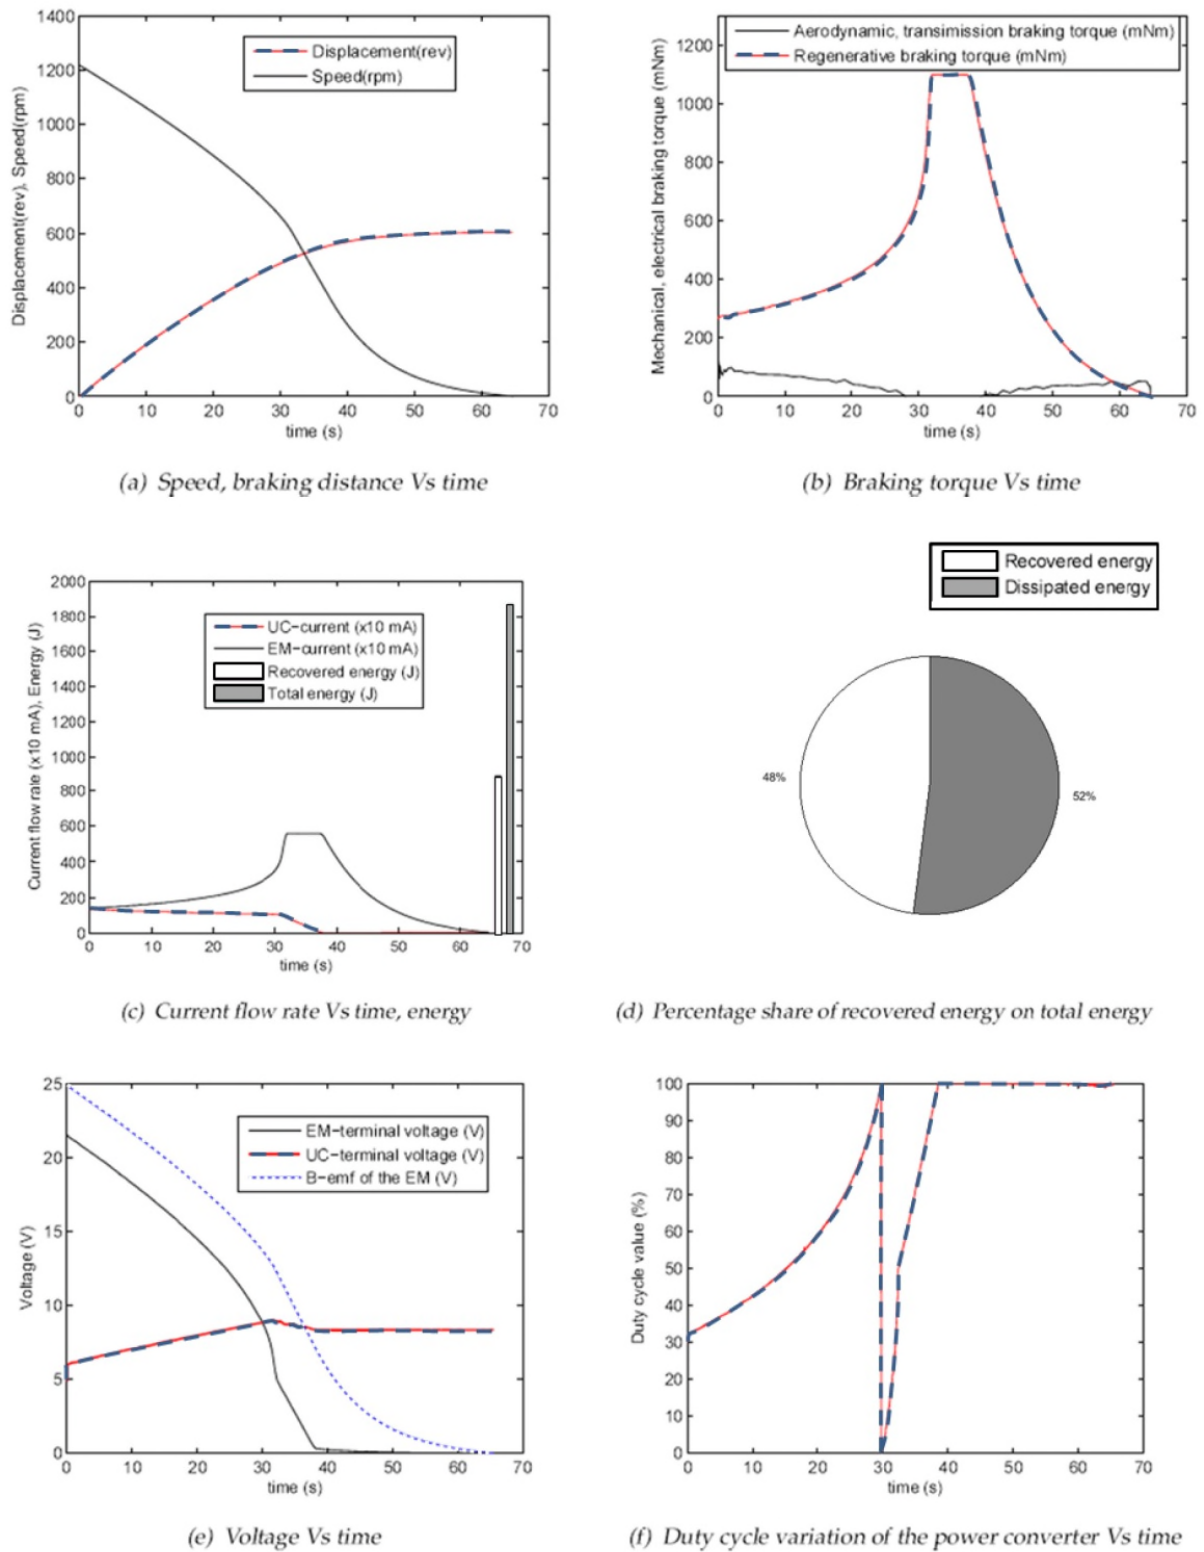 1400
1200
1000
800
600
400
200
0
0 10 20 30 40 50 60 70
time (s)
Displacement(rev), Speed(rpm)
Displacement(rev)
Speed(rpm)
(a) Speed, braking distance Vs time
1200
1000
800
600
400
200
0
0 10 20 30 40 50 60 70
time (s)
Mechanical, electrical braking torque (mNm)
Aerodynamic, transimission braking torque (mNm)
Regenerative braking torque (mNm)
(b) Braking torque Vs time
2000
1800
1600
1400
1200
1000
800
600
400
200
0
0 10 20 30 40 50 60 70
time (s)
Current flow rate (x10 mA), Energy (J)
UC-current (x10 mA)
EM-current (x10 mA)
Recovered energy (J)
Total energy (J)
(c) Current flow rate Vs time, energy
Recovered energy
Dissipated energy
48%
52%
(d) Percentage share of recovered energy on total energy
25
20
15
10
5
0
0 10 20 30 40 50 60 70
time (s)
Voltage (V)
EM-terminal voltage (V)
UC-terminal voltage (V)
B-emf of the EM (V)
(e) Voltage Vs time
100
90
80
70
60
50
40
30
20
10
0
0 10 20 30 40 50 60 70
time (s)
Duty cycle value (%)
(f) Duty cycle variation of the power converter Vs time